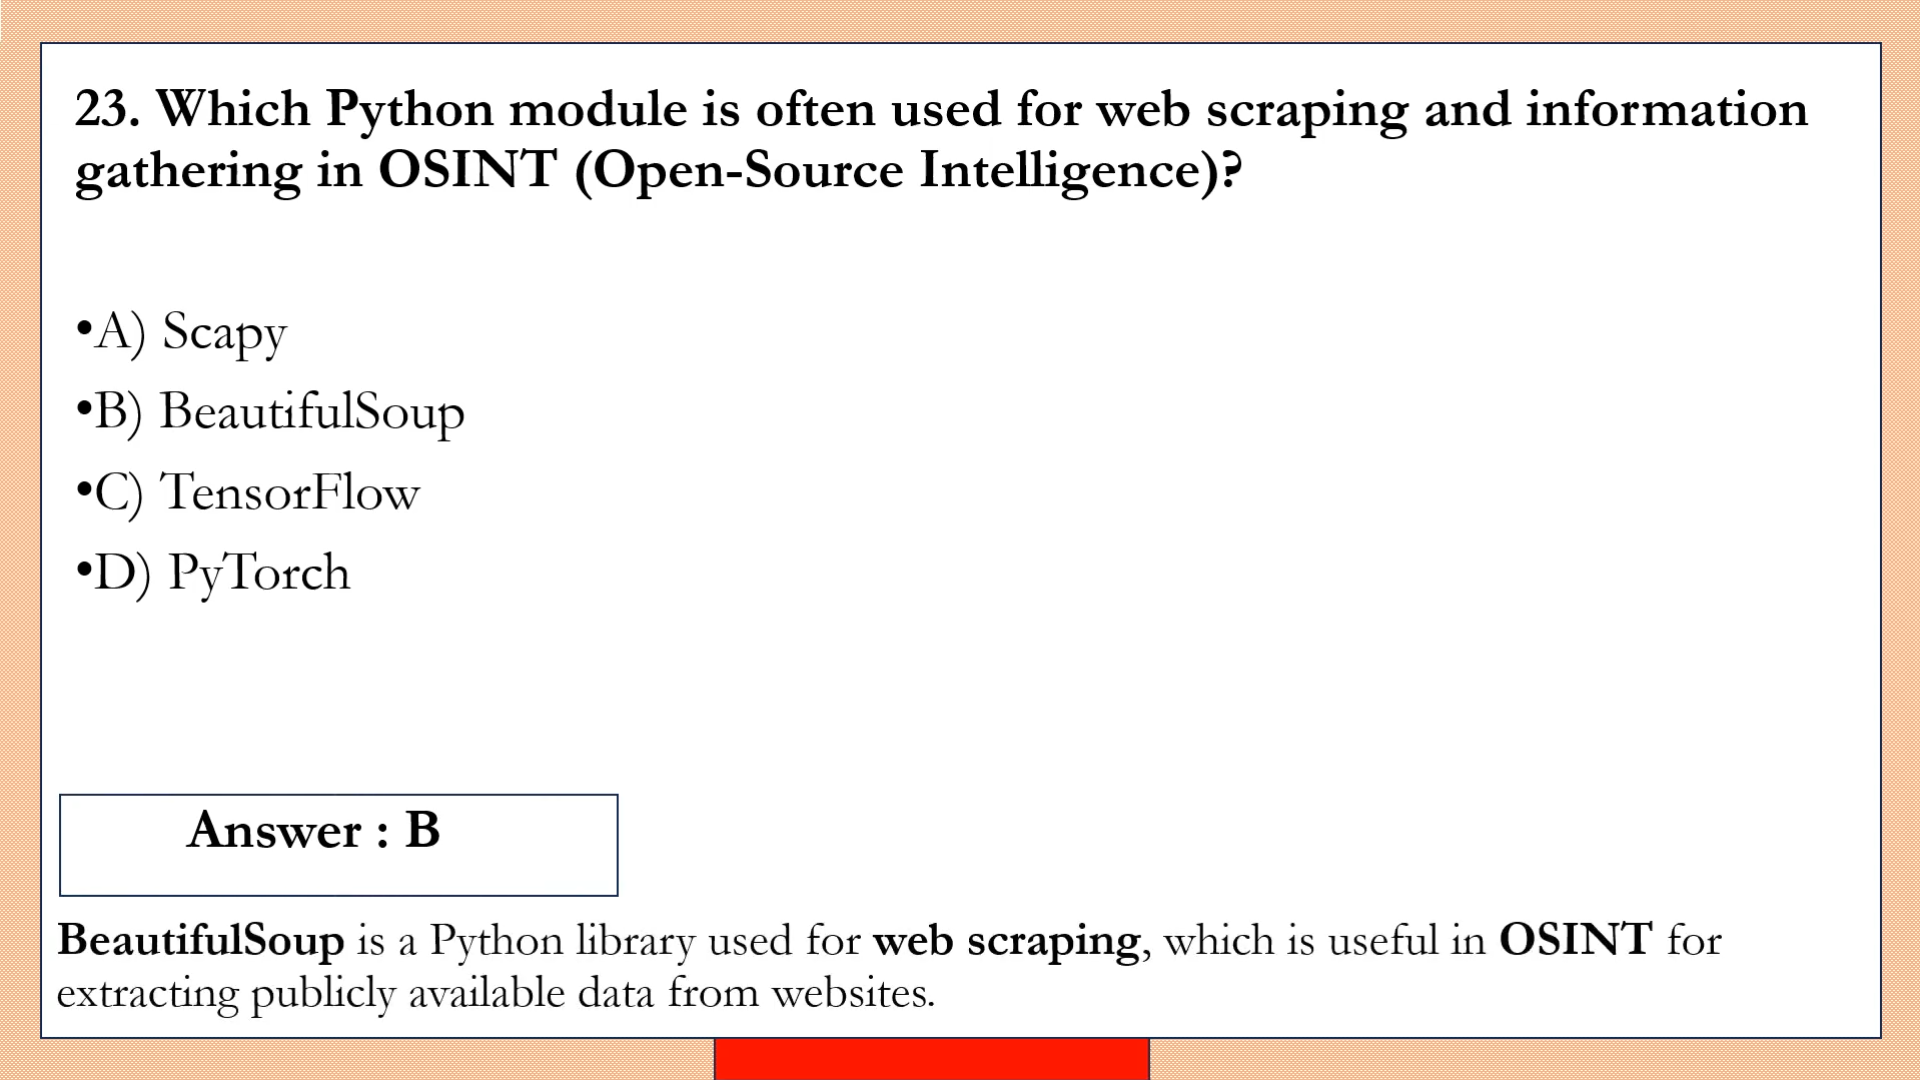 23. Which Python module is often used for web scraping and information
gathering in OSINT (Open-Source Intelligence)?
•A) Scapy
•B) BeautifulSoup
•C) TensorFlow
•D) PyTorch
Answer : B
BeautifulSoup is a Python library used for web scraping, which is useful in OSINT for
extracting publicly available data from websites.